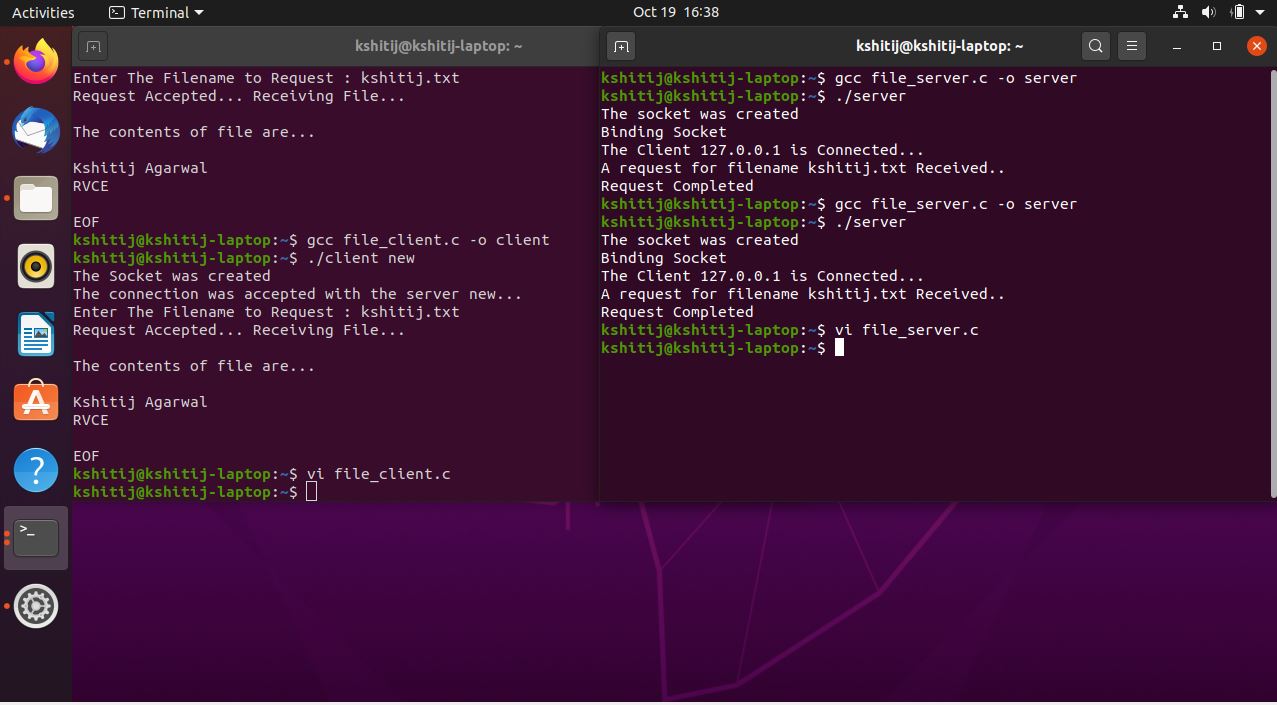 Activities
Terminal
Oct 19 16:38
kshitij@kshitij-laptop: ~
Enter The Filename to Request : kshitij.txt
Request Accepted... Receiving File...
The contents of file are...
Kshitij Agarwal
RVCE
EOF
kshitij@kshitij-laptop:~$ gcc file_client.c -o client
kshitij@kshitij-laptop:~$ ./client new
The Socket was created
The connection was accepted with the server new...
Enter The Filename to Request : kshitij.txt
Request Accepted... Receiving File...
The contents of file are...
Kshitij Agarwal
RVCE
EOF
kshitij@kshitij-laptop:~$ vi file_client.c
kshitij@kshitij-laptop:~$
kshitij@kshitij-laptop: ~
kshitij@kshitij-laptop:~$ gcc file_server.c -o server
kshitij@kshitij-laptop:~$ ./server
The socket was created
Binding Socket
The Client 127.0.0.1 is Connected...
A request for filename kshitij.txt Received..
Request Completed
kshitij@kshitij-laptop:~$ gcc file_server.c -o server
kshitij@kshitij-laptop:~$ ./server
The socket was created
Binding Socket
The Client 127.0.0.1 is Connected...
A request for filename kshitij.txt Received..
Request Completed
kshitij@kshitij-laptop:~$ vi file_server.c
kshitij@kshitij-laptop:~$